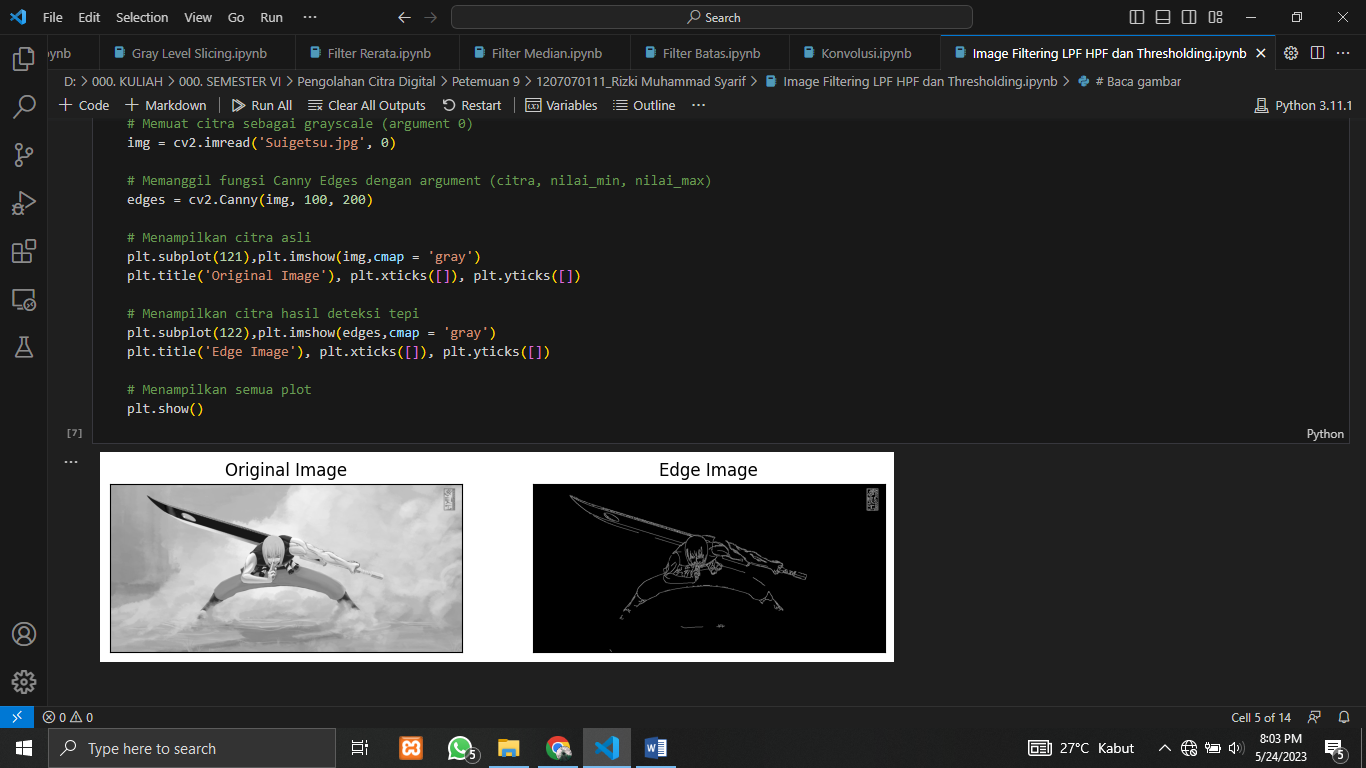 File Edit Selection View Go Run ··· Search
ynb Gray Level Slicing.ipynb Filter Rerata.ipynb Filter Median.ipynb Filter Batas.ipynb Konvolusi.ipynb Image Filtering LPF HPF dan Thresholding.ipynb
D: > 000. KULIAH > 000. SEMESTER VI > Pengolahan Citra Digital > Petemuan 9 > 1207070111_Rizki Muhammad Syarif > Image Filtering LPF HPF dan Thresholding.ipynb > # Baca gambar
Code Markdown Run All Clear All Outputs Restart Variables Outline ··· Python 3.11.1
# Memuat citra sebagai grayscale (argument 0)
img = cv2.imread('Suigetsu.jpg', 0)
# Memanggil fungsi Canny Edges dengan argument (citra, nilai_min, nilai_max)
edges = cv2.Canny(img, 100, 200)
# Menampilkan citra asli
plt.subplot(121),plt.imshow(img,cmap = 'gray')
plt.title('Original Image'), plt.xticks([]), plt.yticks([])
# Menampilkan citra hasil deteksi tepi
plt.subplot(122),plt.imshow(edges,cmap = 'gray')
plt.title('Edge Image'), plt.xticks([]), plt.yticks([])
# Menampilkan semua plot
plt.show()
[7] Python
···
Original Image Edge Image
0 0 Cell 5 of 14
Type here to search 5 27°C Kabut 8:03 PM
5/24/2023 5